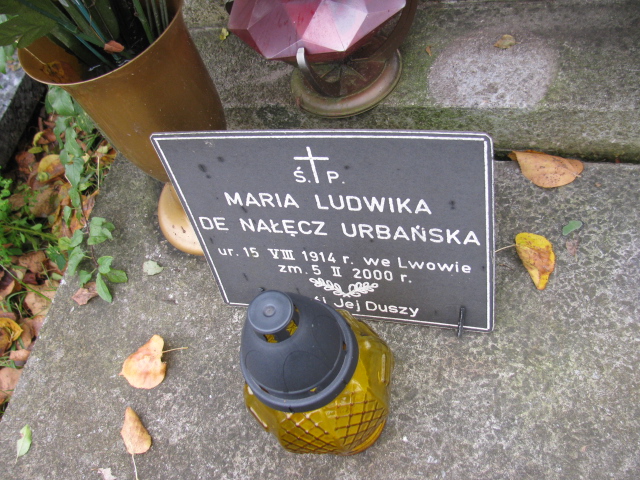 Ś. P.
MARIA LUDWIKA
DE NAŁĘCZ URBAŃSKA
ur. 15 VIII 1914 r. we Lwowie
zm. 5 II 2000 r.
Jej Duszy